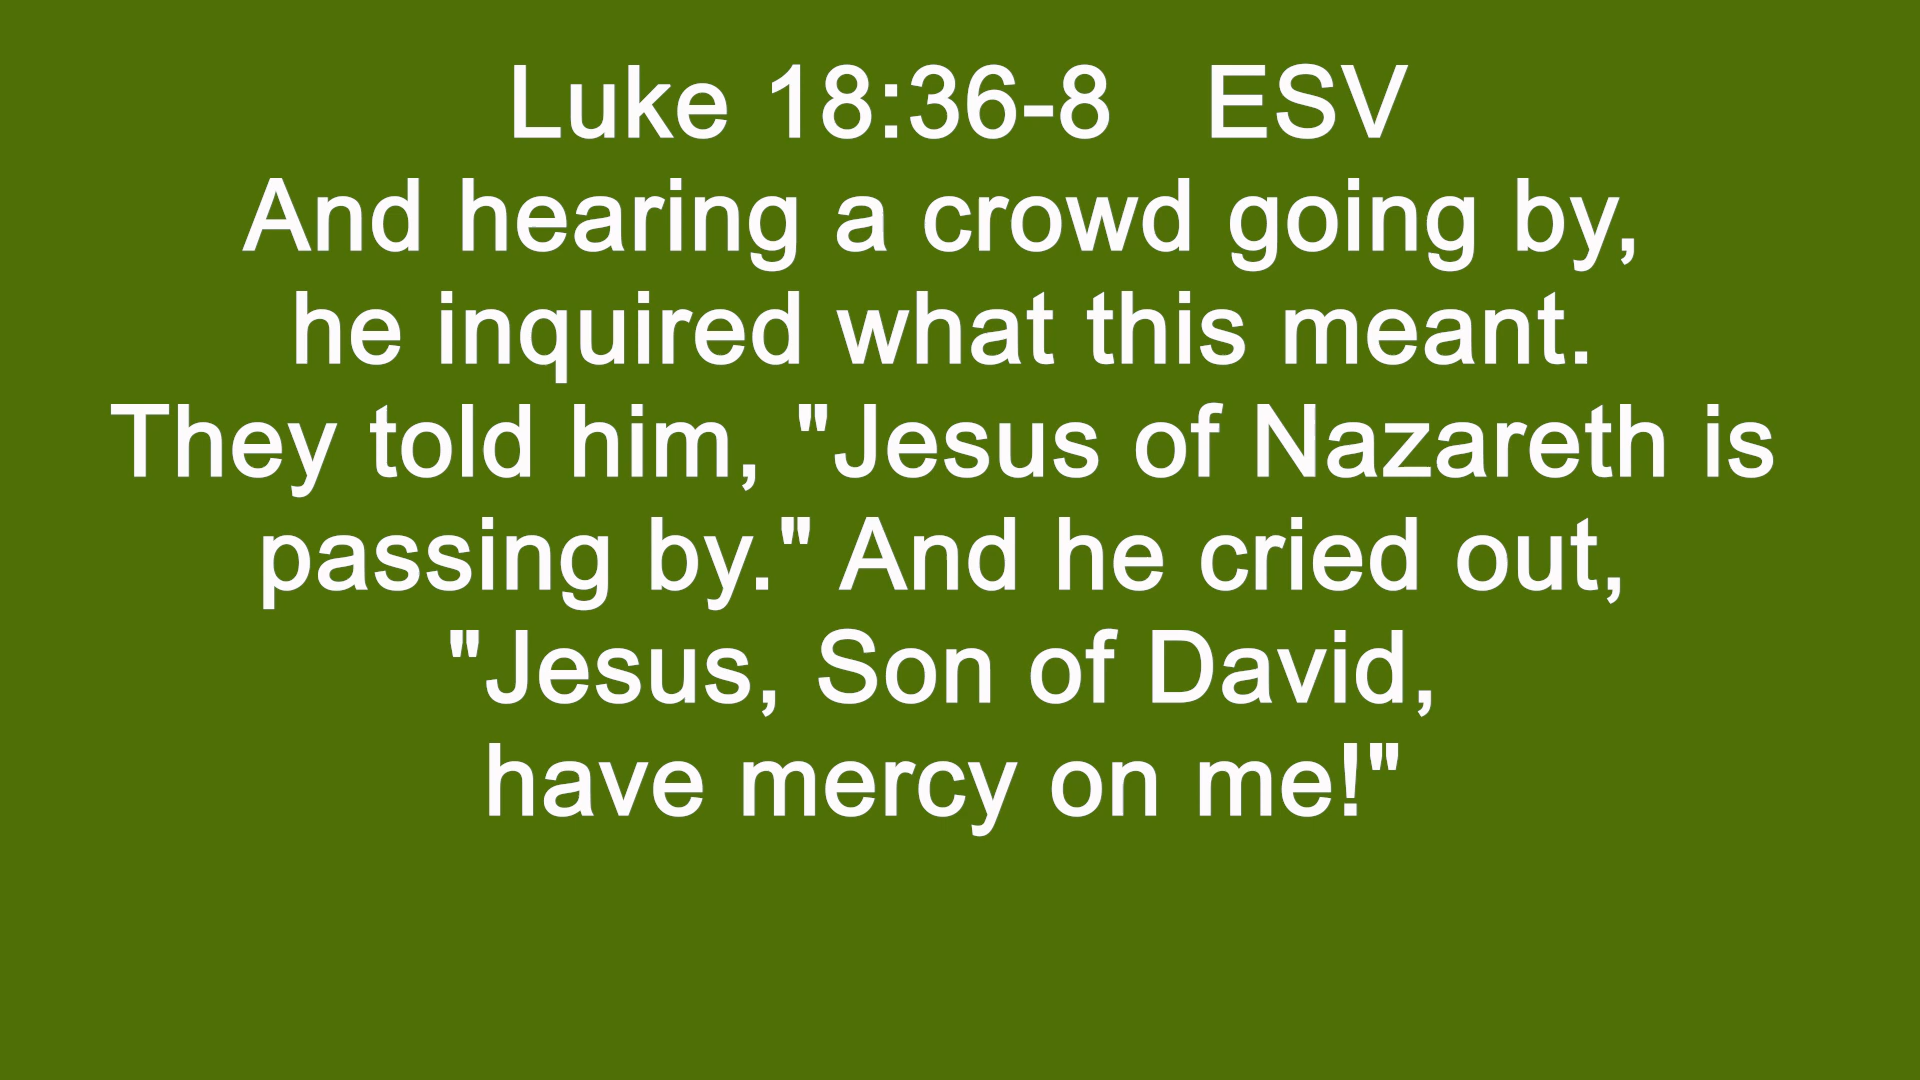 Luke 18:36-8   ESV
And hearing a crowd going by,
he inquired what this meant.
They told him, "Jesus of Nazareth is
passing by." And he cried out,
"Jesus, Son of David,
have mercy on me!"